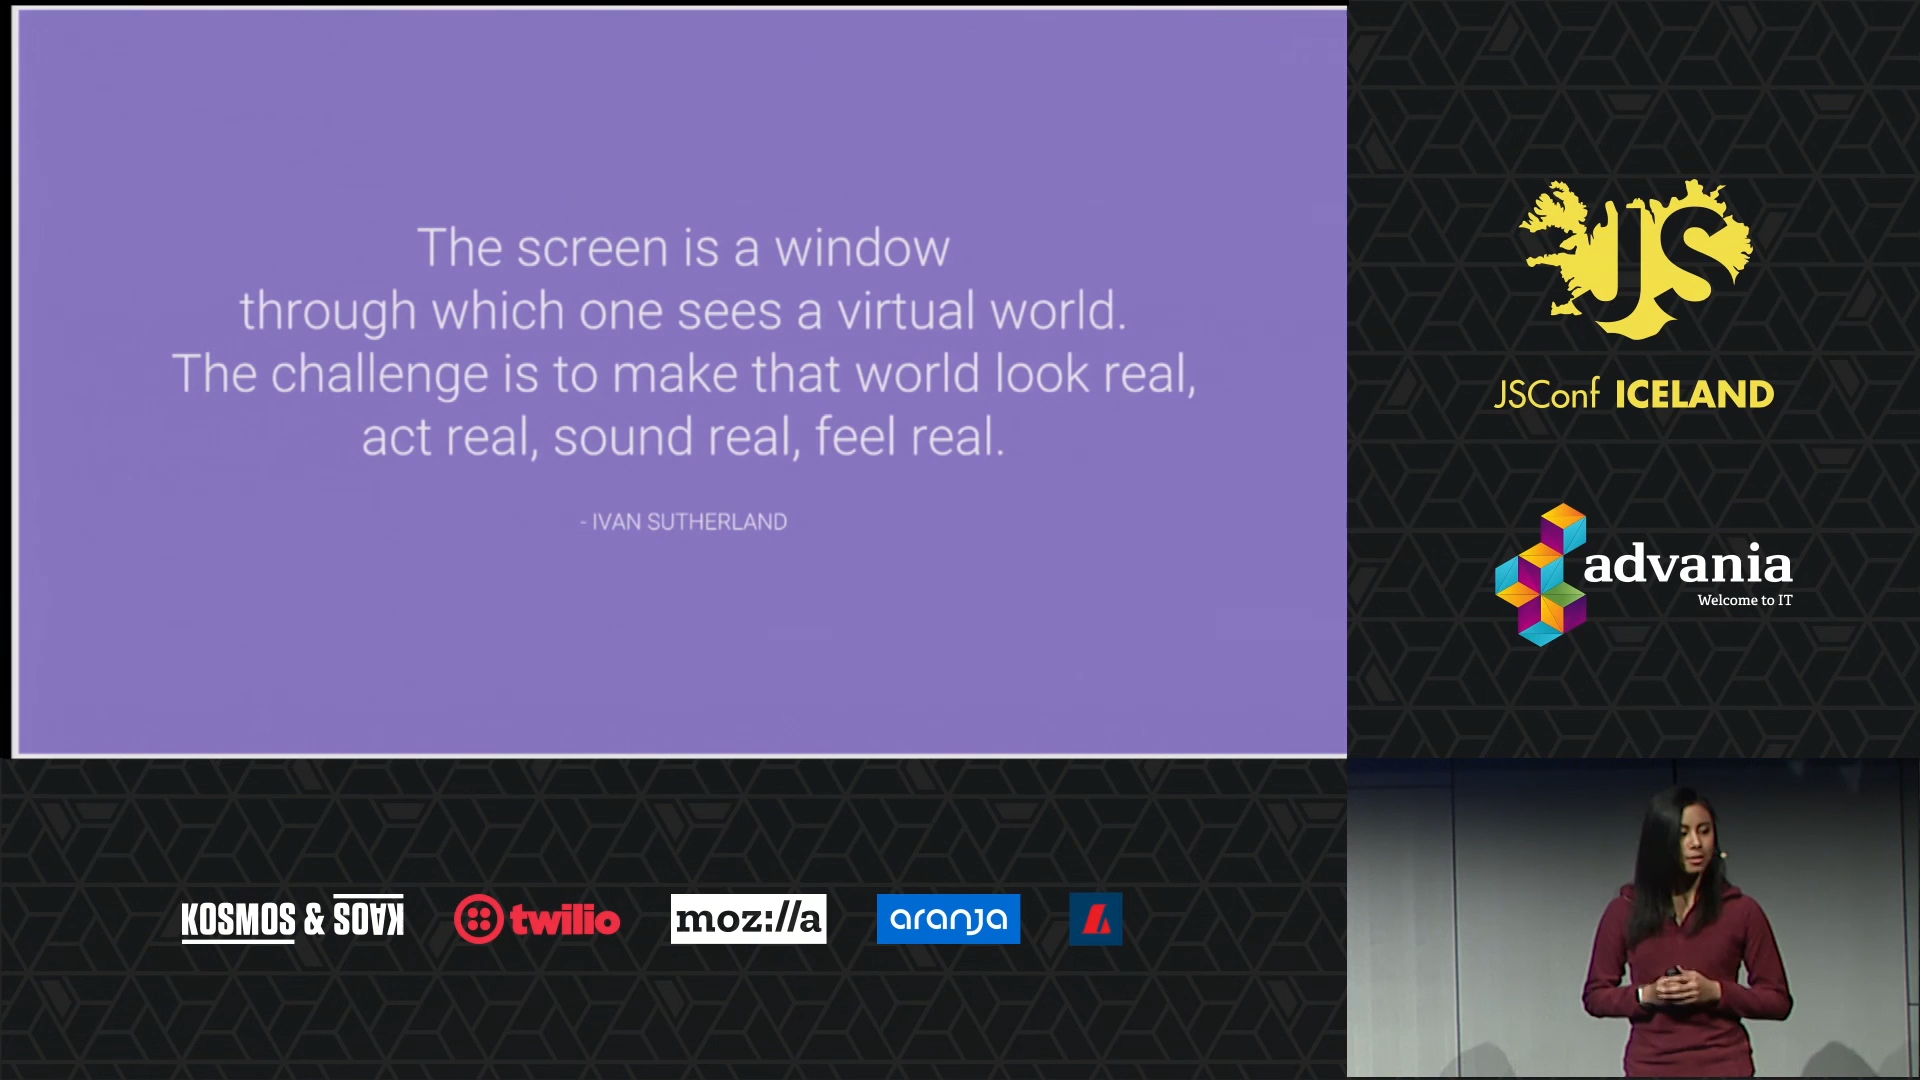 The screen is a window
through which one sees a virtual world.
The challenge is to make that world look real,
act real, sound real, feel real.
- IVAN SUTHERLAND
JS
JSConf ICELAND
advania
Welcome to IT
KOSMOS & KAOS
twilio
moz://a
aranja